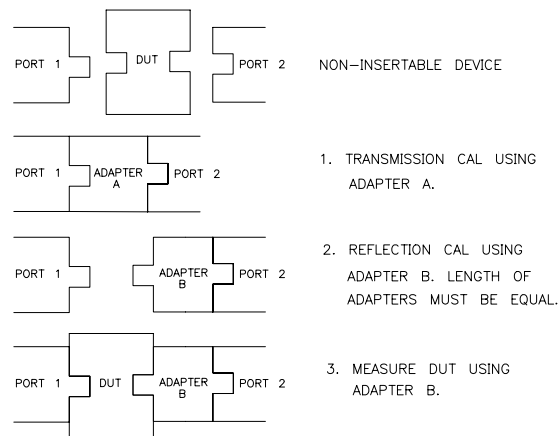 PORT 1 DUT PORT 2 NON-INSERTABLE DEVICE
PORT 1 ADAPTER A PORT 2
1. TRANSMISSION CAL USING
ADAPTER A.
PORT 1 ADAPTER B PORT 2
2. REFLECTION CAL USING
ADAPTER B. LENGTH OF
ADAPTERS MUST BE EQUAL.
PORT 1 DUT ADAPTER B PORT 2
3. MEASURE DUT USING
ADAPTER B.